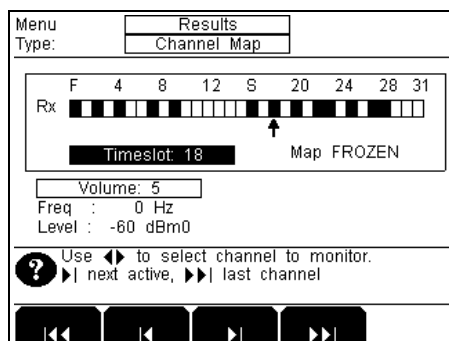 Menu Results
Type: Channel Map
F 4 8 12 S 20 24 28 31
Rx
Timeslot: 18 Map FROZEN
Volume: 5
Freq : 0 Hz
Level : -60 dBm0
? Use ◀▶ to select channel to monitor.
▶| next active, ▶▶| last channel
|◀◀ |◀ ▶| ▶▶|